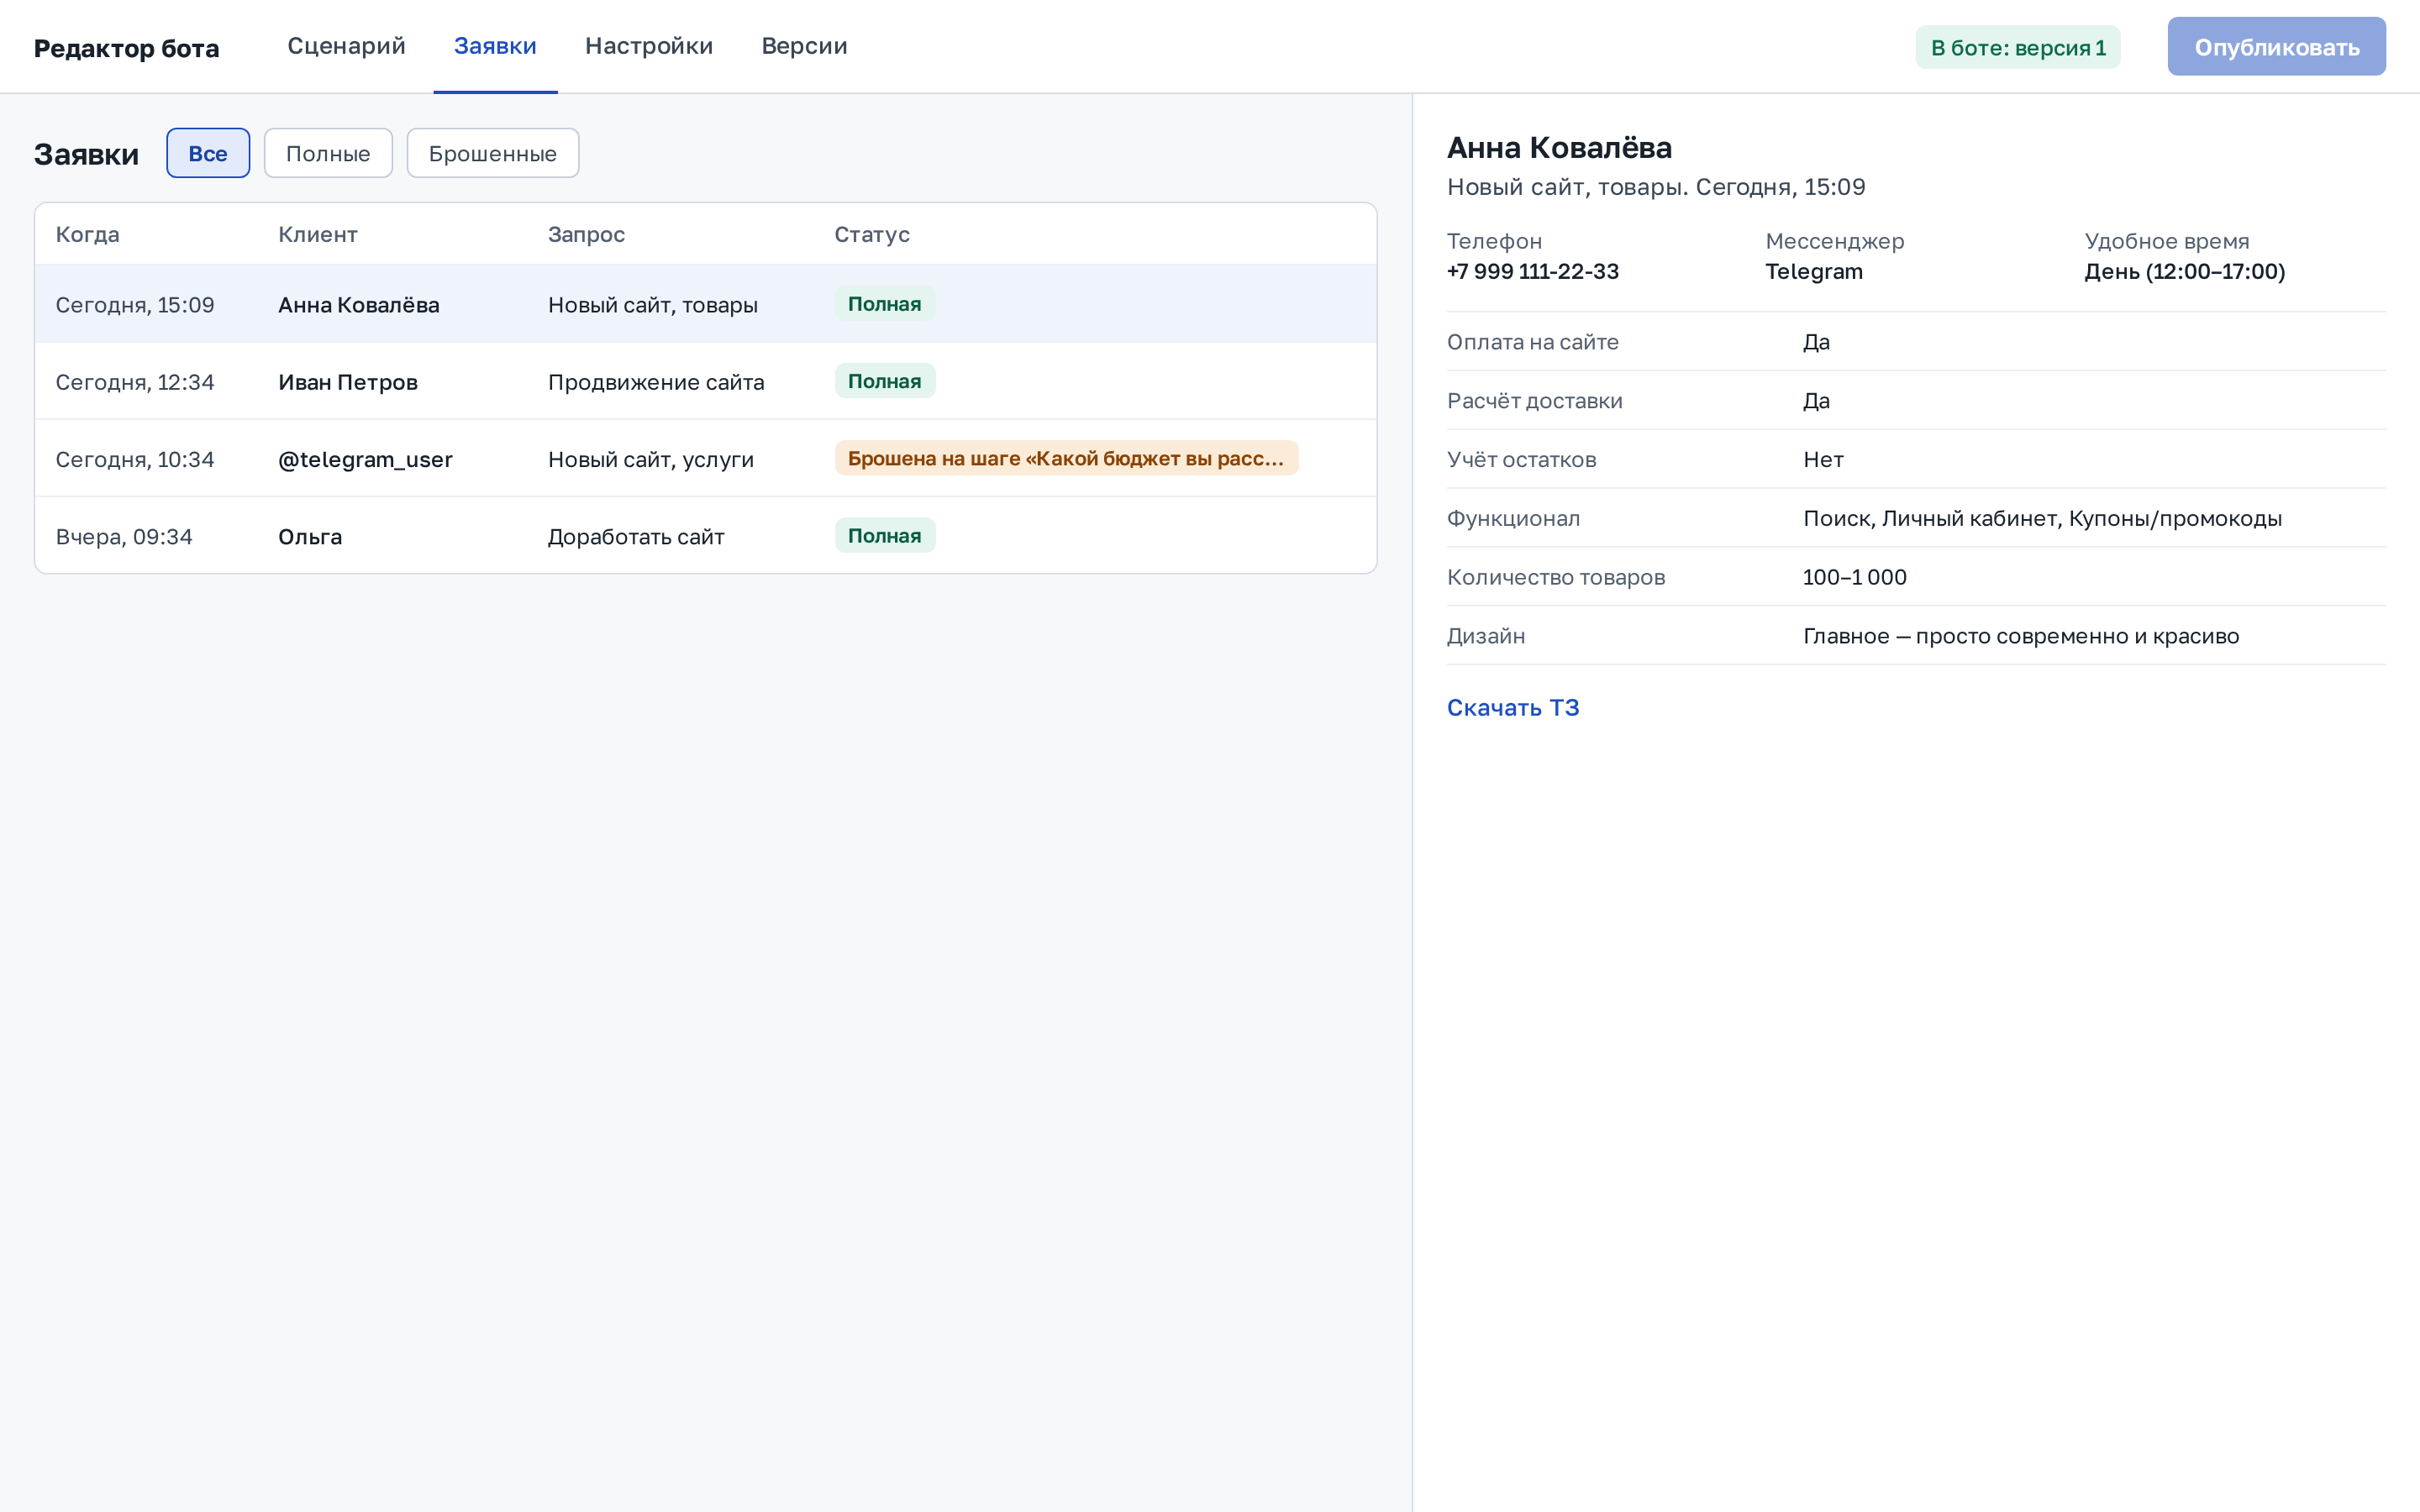 Редактор бота Сценарий Заявки Настройки Версии В боте: версия 1 Опубликовать
Заявки Все Полные Брошенные
Когда Клиент Запрос Статус
Сегодня, 15:09 Анна Ковалёва Новый сайт, товары Полная
Сегодня, 12:34 Иван Петров Продвижение сайта Полная
Сегодня, 10:34 @telegram_user Новый сайт, услуги Брошена на шаге «Какой бюджет вы расс...
Вчера, 09:34 Ольга Доработать сайт Полная
Анна Ковалёва
Новый сайт, товары. Сегодня, 15:09
Телефон Мессенджер Удобное время
+7 999 111-22-33 Telegram День (12:00–17:00)
Оплата на сайте Да
Расчёт доставки Да
Учёт остатков Нет
Функционал Поиск, Личный кабинет, Купоны/промокоды
Количество товаров 100–1 000
Дизайн Главное — просто современно и красиво
Скачать ТЗ